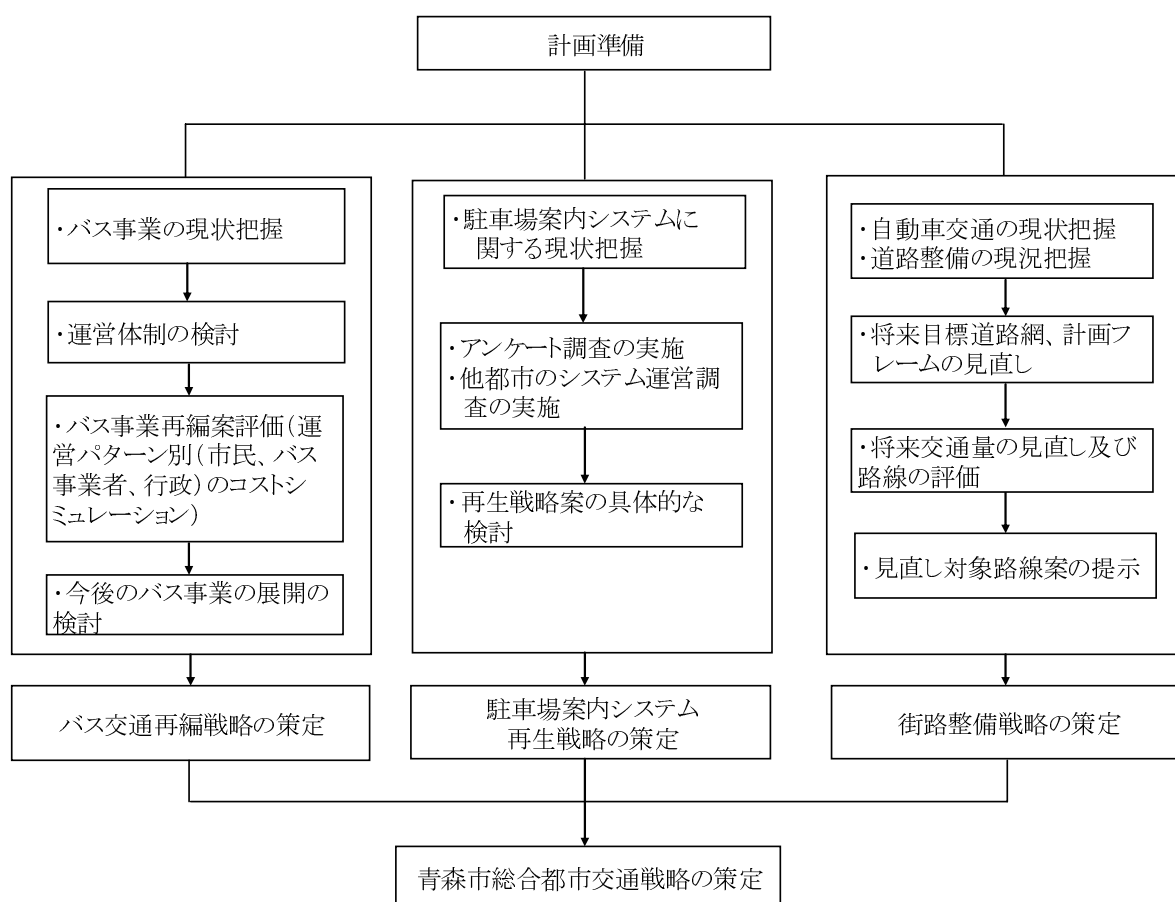 計画準備
・バス事業の現状把握
・運営体制の検討
・バス事業再編案評価(運
営パターン別(市民、バス
事業者、行政)のコストシ
ミュレーション)
・今後のバス事業の展開の
検討
バス交通再編戦略の策定
・駐車場案内システムに
関する現状把握
・アンケート調査の実施
・他都市のシステム運営調
査の実施
・再生戦略案の具体的な
検討
駐車場案内システム
再生戦略の策定
・自動車交通の現状把握
・道路整備の現況把握
・将来目標道路網、計画フ
レームの見直し
・将来交通量の見直し及び
路線の評価
・見直し対象路線案の提示
街路整備戦略の策定
青森市総合都市交通戦略の策定